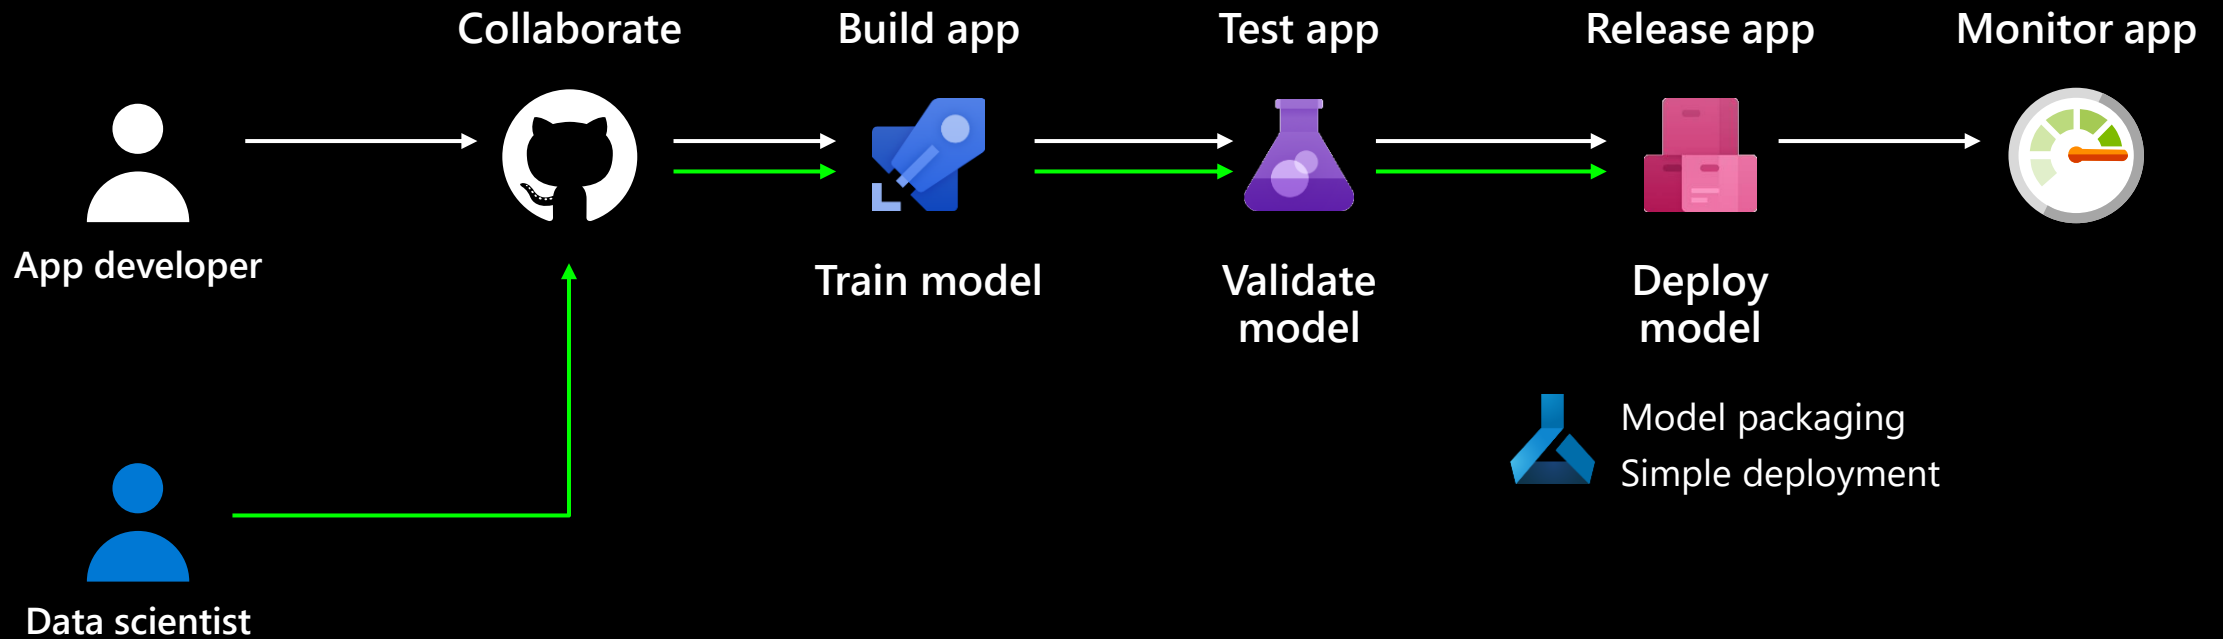 Collaborate
Build app
Test app
Release app
Monitor app
App developer
Train model
Validate
model
Deploy
model
Model packaging
Simple deployment
Data scientist